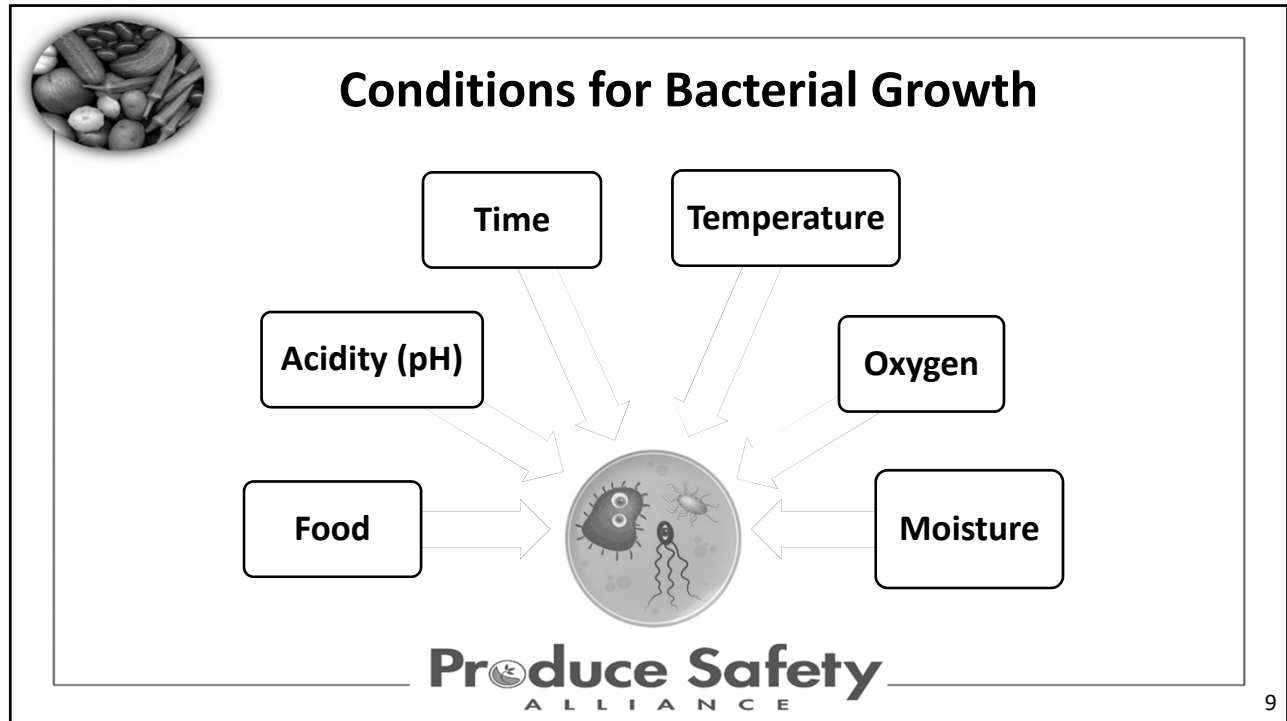 Conditions for Bacterial Growth
Time
Temperature
Acidity (pH)
Oxygen
Food
Moisture
Produce Safety
ALLIANCE
9